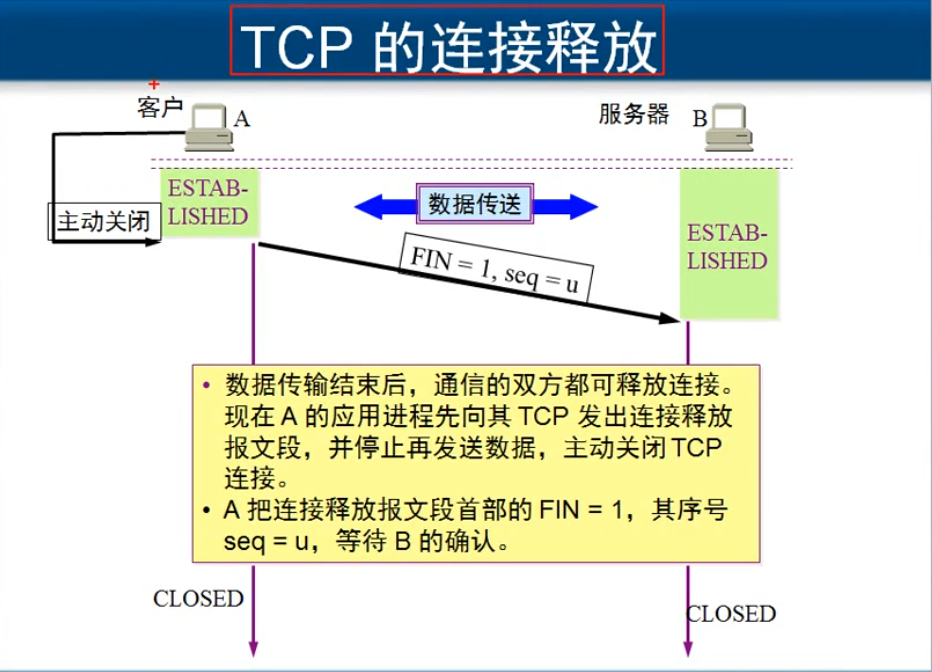 TCP 的连接释放
客户
A
服务器
B
ESTAB-
LISHED
数据传送
主动关闭
ESTAB-
LISHED
FIN = 1, seq = u
• 数据传输结束后，通信的双方都可释放连接。
现在 A 的应用进程先向其 TCP 发出连接释放
报文段，并停止再发送数据，主动关闭 TCP
连接。
• A 把连接释放报文段首部的 FIN = 1，其序号
seq = u，等待 B 的确认。
CLOSED
CLOSED